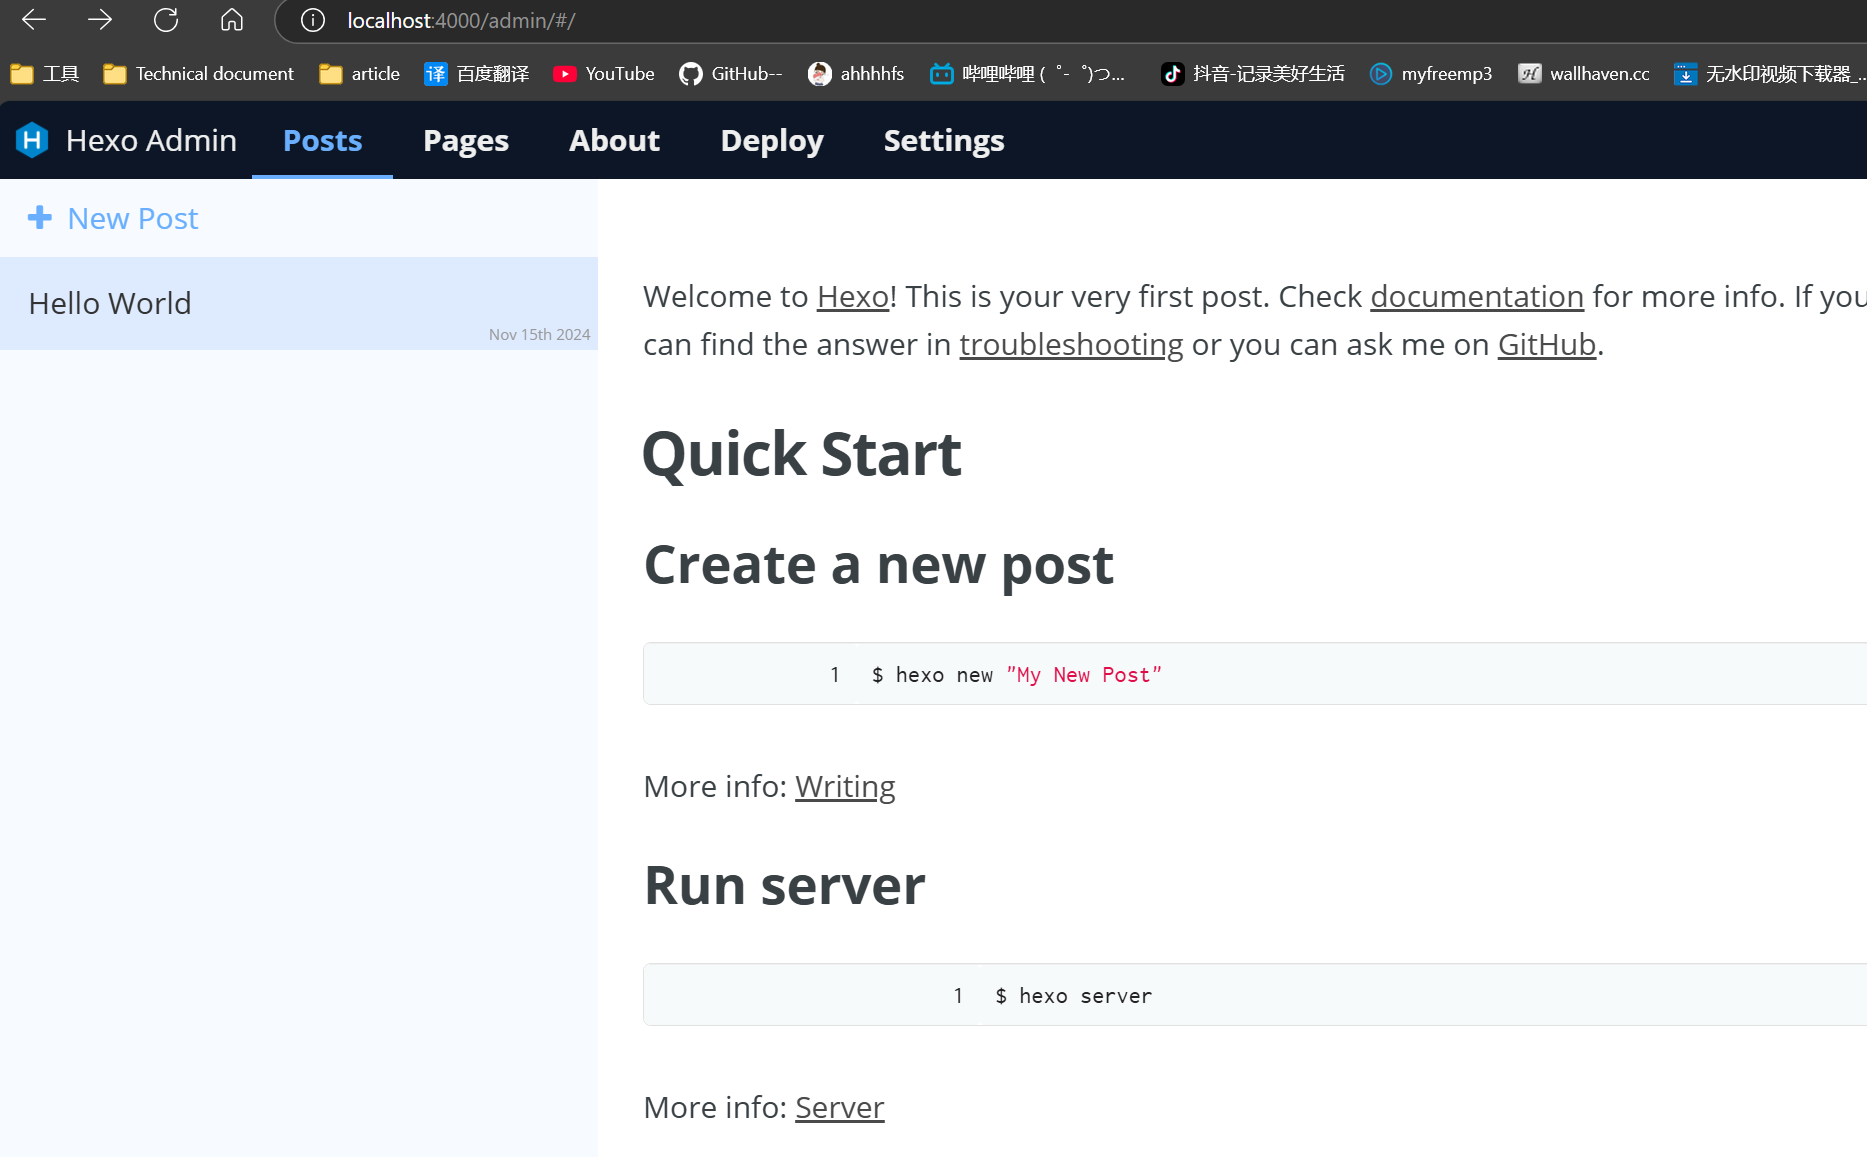 localhost:4000/admin/#/
工具 Technical document article 译 百度翻译 YouTube GitHub-- ahhhhfs 哔哩哔哩 ( ゜- ゜)つ... 抖音-记录美好生活 myfreemp3 H wallhaven.cc 无水印视频下载器_...
H Hexo Admin Posts Pages About Deploy Settings
New Post
Hello World
Nov 15th 2024
Welcome to Hexo! This is your very first post. Check documentation for more info. If you
can find the answer in troubleshooting or you can ask me on GitHub.
Quick Start
Create a new post
1 $ hexo new "My New Post"
More info: Writing
Run server
1 $ hexo server
More info: Server